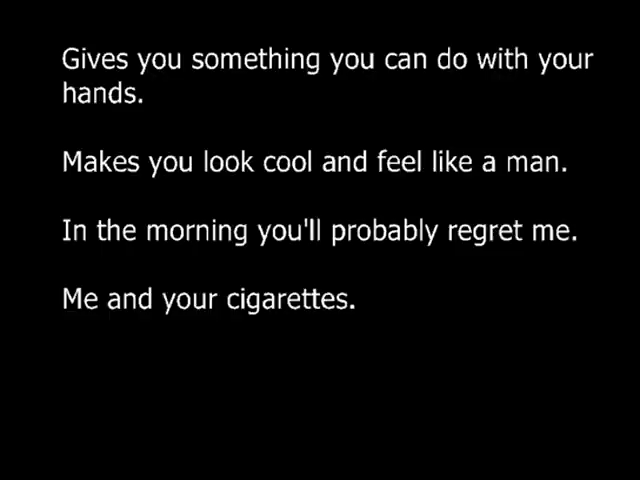 Gives you something you can do with your
hands.
Makes you look cool and feel like a man.
In the morning you'll probably regret me.
Me and your cigarettes.